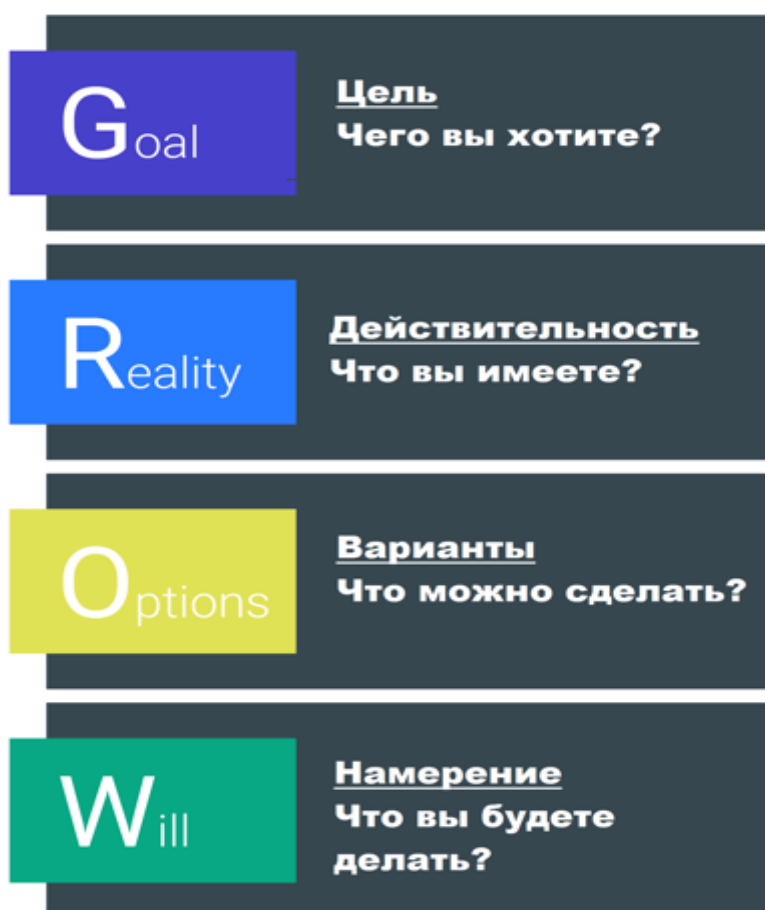 Goal
Цель
Чего вы хотите?
Reality
Действительность
Что вы имеете?
Options
Варианты
Что можно сделать?
Will
Намерение
Что вы будете
делать?